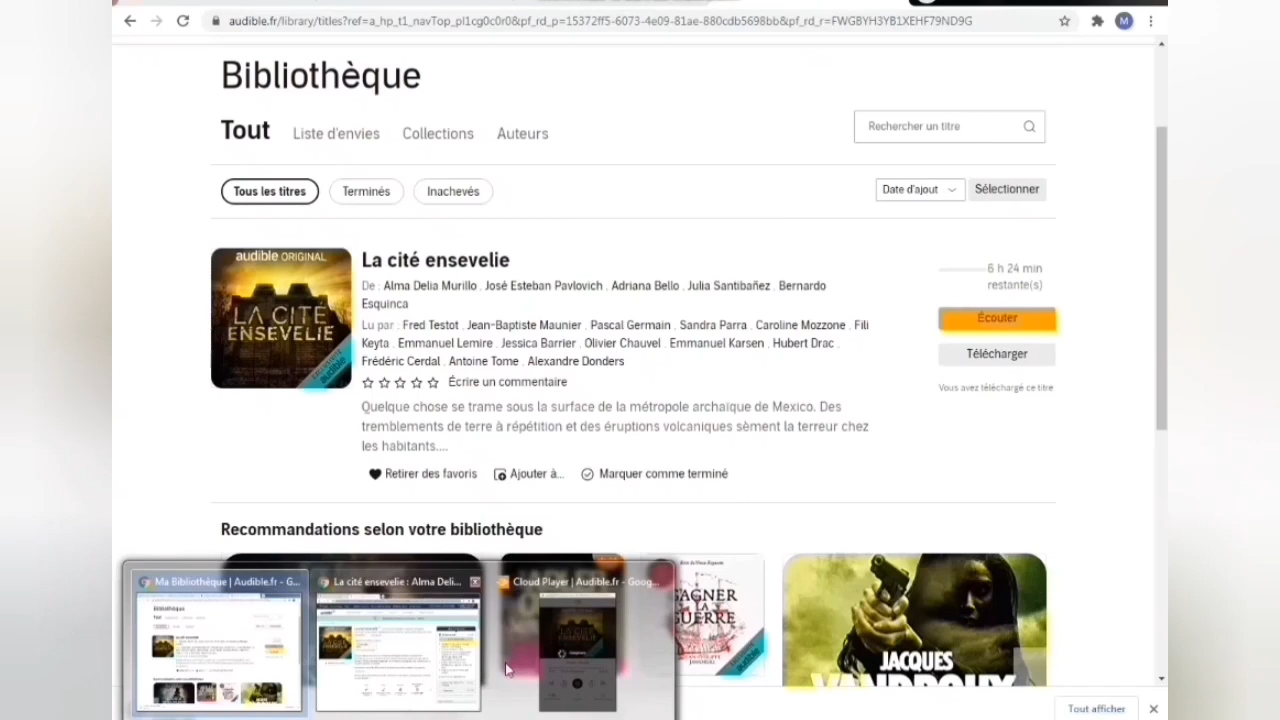 audible.fr/library/titles?ref=a_hp_t1_navTop_pl1cg0c0r0&pf_rd_p=15372ff5-6073-4e09-81ae-880cdb5698bb&pf_rd_r=FWGBYH3YB1XEHF79ND9G
M
Bibliothèque
Tout Liste d'envies Collections Auteurs
Rechercher un titre
Tous les titres Terminés Inachevés
Date d'ajout Sélectionner
audible ORIGINAL
LA CITÉ
ENSEVELIE
audible
La cité ensevelie
De : Alma Delia Murillo , José Esteban Pavlovich , Adriana Bello , Julia Santibañez , Bernardo
Esquinca
Lu par : Fred Testot , Jean-Baptiste Maunier , Pascal Germain , Sandra Parra , Caroline Mozzone , Fili
Keyta , Emmanuel Lemire , Jessica Barrier , Olivier Chauvel , Emmanuel Karsen , Hubert Drac ,
Frédéric Cerdal , Antoine Tome , Alexandre Donders
Écrire un commentaire
Quelque chose se trame sous la surface de la métropole archaïque de Mexico. Des
tremblements de terre à répétition et des éruptions volcaniques sèment la terreur chez
les habitants....
Retirer des favoris Ajouter à... Marquer comme terminé
6 h 24 min
restante(s)
Écouter
Télécharger
Vous avez téléchargé ce titre
Recommandations selon votre bibliothèque
Ma Bibliothèque | Audible.fr - G...
La cité ensevelie : Alma Deli...
Cloud Player | Audible.fr - Goog...
Bibliothèque
GAGNER
LA
GUERRE
audible
JACQUES
VANDROUX
Tout afficher